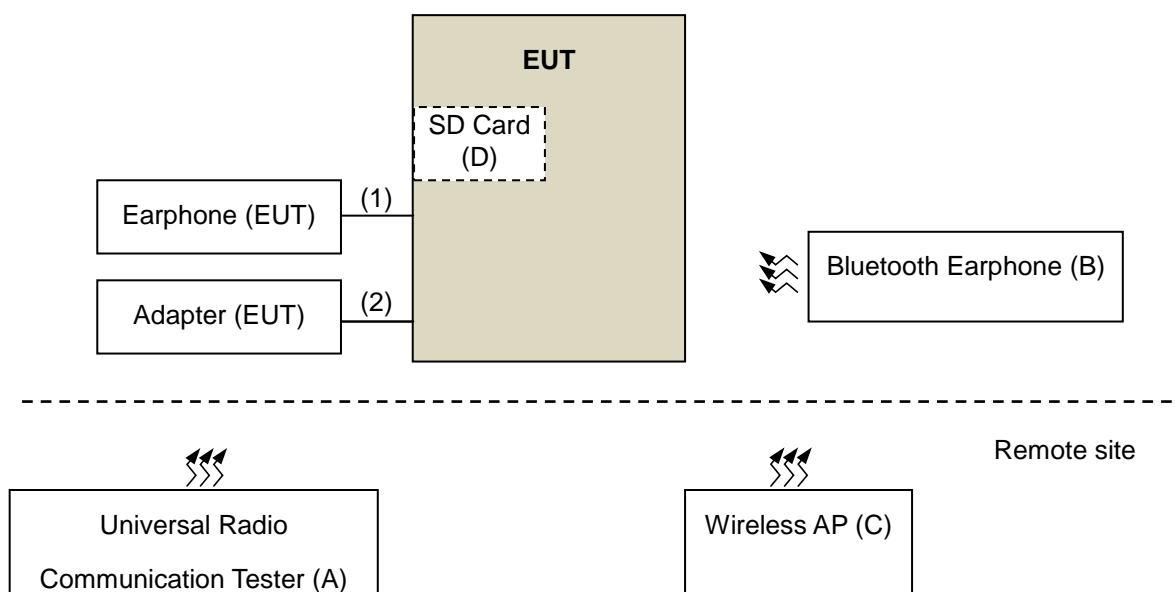 EUT
SD Card
(D)
(1)
Earphone (EUT)
Bluetooth Earphone (B)
(2)
Adapter (EUT)
Remote site
Universal Radio
Communication Tester (A)
Wireless AP (C)